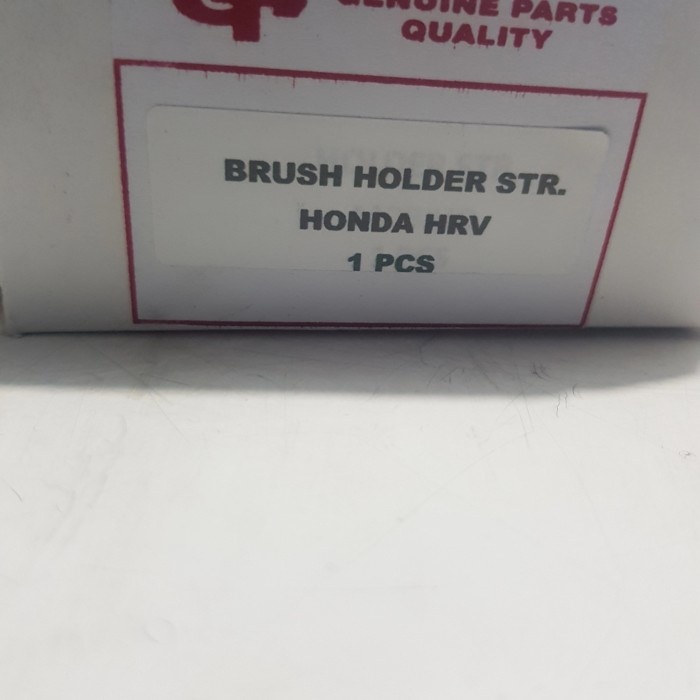 GENUINE PARTS
QUALITY
BRUSH HOLDER STR.
HONDA HRV
1 PCS